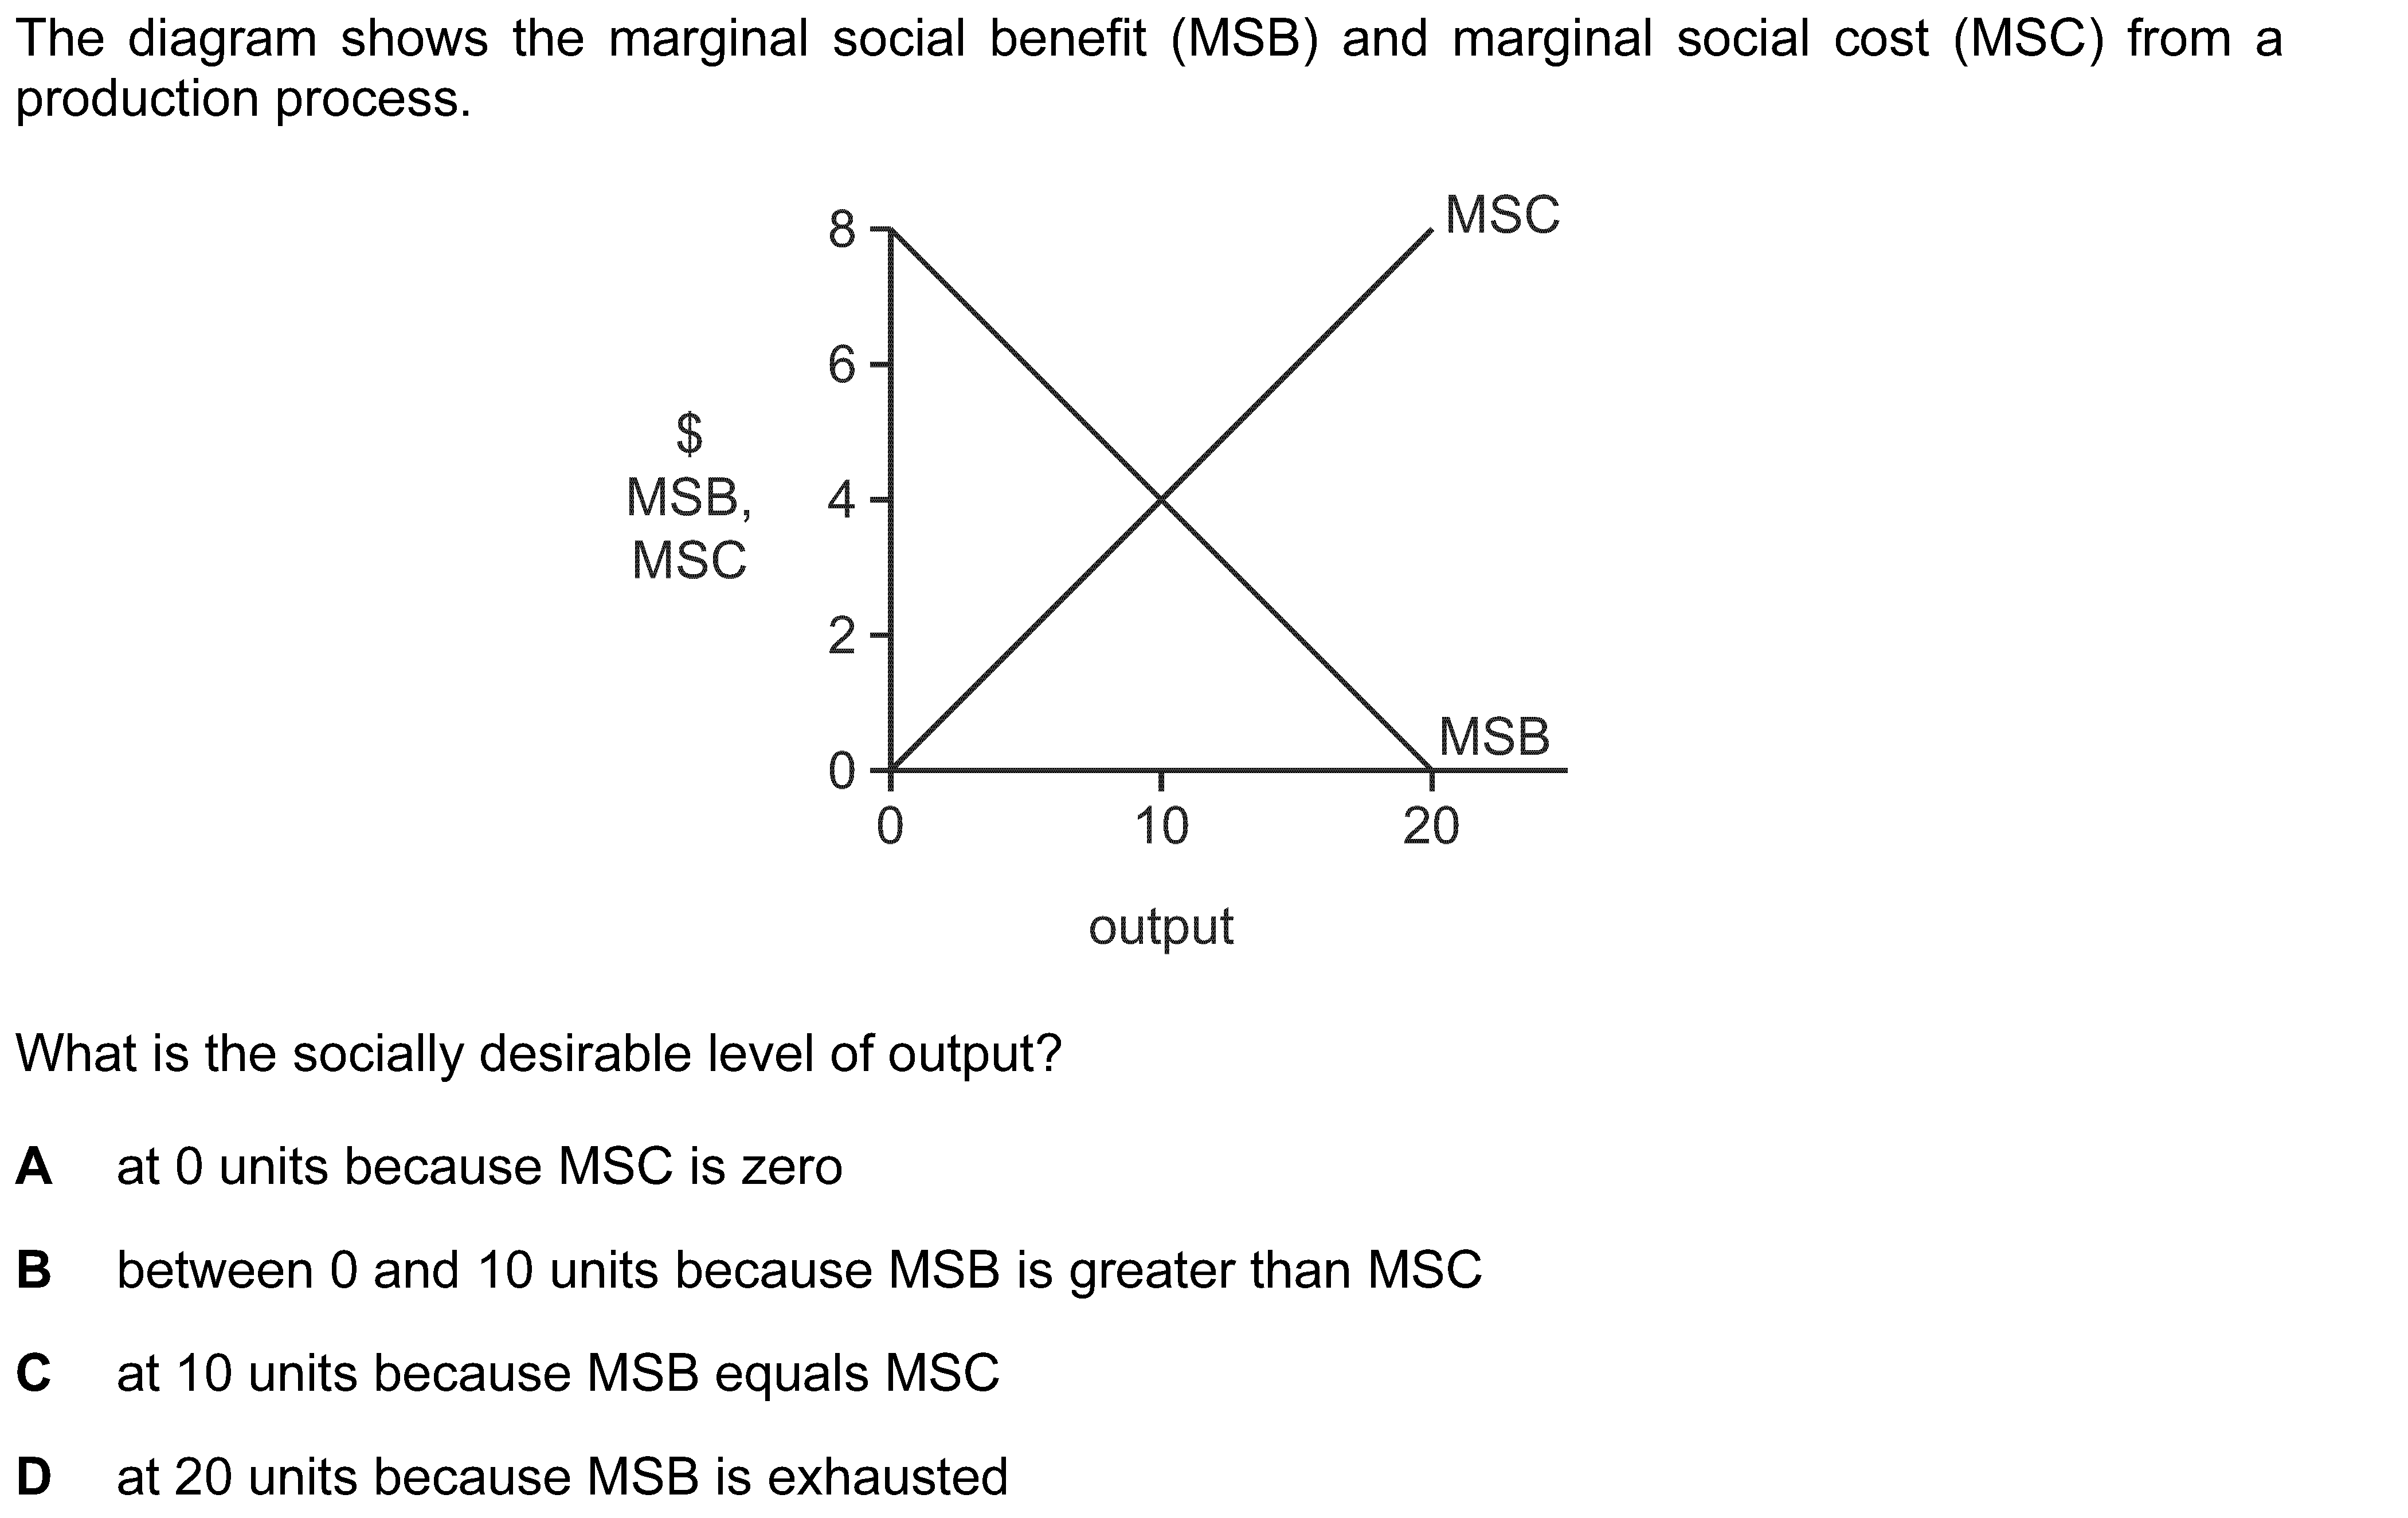 The diagram shows the marginal social benefit (MSB) and marginal social cost (MSC) from a
production process.
MSC
8
6
$
MSB,
MSC
4
2
MSB
0
0 10 20
output
What is the socially desirable level of output?
A at 0 units because MSC is zero
B between 0 and 10 units because MSB is greater than MSC
C at 10 units because MSB equals MSC
D at 20 units because MSB is exhausted